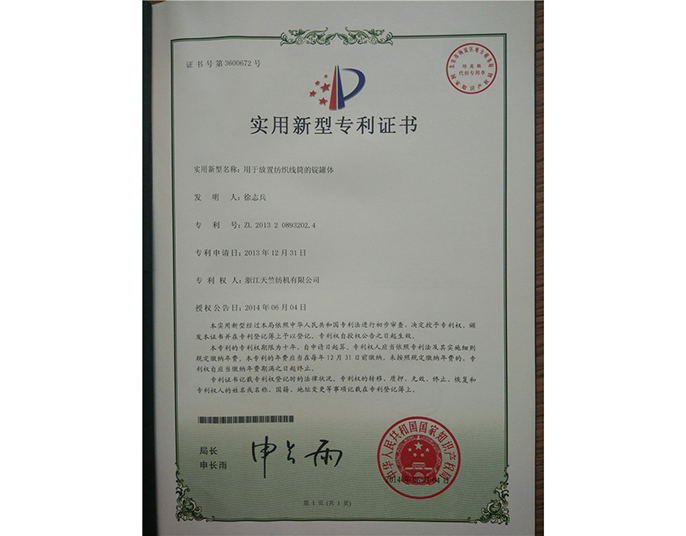 证书号第3600672号
实用新型专利证书
实用新型名称：用于放置纺织线筒的锭罐体
发明人：徐志兵
专利号：ZL 2013 2 0893202.4
专利申请日：2013年12月31日
专利权人：浙江天竺纺机有限公司
授权公告日：2014年06月04日
本实用新型经过本局依照中华人民共和国专利法进行初步审查，决定授予专利权，颁
发本证书并在专利登记簿上予以登记。专利权自授权公告之日起生效。
本专利的专利权期限为十年，自申请日起算。专利权人应当依照专利法及其实施细则
规定缴纳年费。本专利的年费应当在每年12月31日前缴纳。未按照规定缴纳年费的，专
利权自应当缴纳年费期满之日起终止。
专利证书记载专利权登记时的法律状况。专利权的转移、质押、无效、终止、恢复和
专利权人的姓名或名称、国籍、地址变更等事项记载在专利登记簿上。
局长
申长雨
申长雨
中华人民共和国国家知识产权局
2014年06月04日
第1页(共1页)